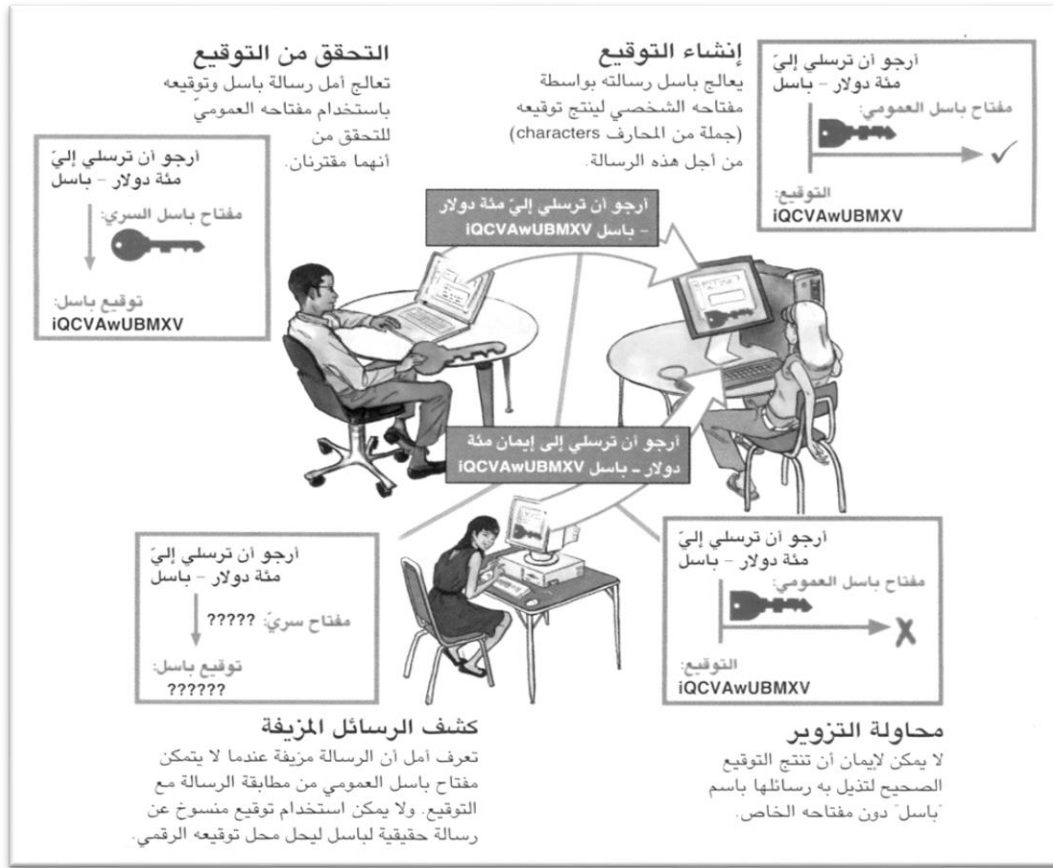 إنشاء التوقيع
يعالج باسل رسالته بواسطة
مفتاحه الشخصي لينتج توقيعه
(جملة من المحارف characters)
من أجل هذه الرسالة.
أرجو أن ترسلي إليّ
مئة دولار – باسل
مفتاح باسل العمومي:
التوقيع:
iQCVAwUBMXV
التحقق من التوقيع
تعالج أمل رسالة باسل وتوقيعه
باستخدام مفتاحه العموميّ
للتحقق من
أنهما مقترنان.
أرجو أن ترسلي إليّ
مئة دولار – باسل
مفتاح باسل السري:
توقيع باسل:
iQCVAwUBMXV
أرجو أن ترسلي إليّ مئة دولار
– باسل iQCVAwUBMXV
أرجو أن ترسلي إلى إيمان مئة
دولار – باسل iQCVAwUBMXV
أرجو أن ترسلي إليّ
مئة دولار – باسل
مفتاح باسل العمومي:
التوقيع:
iQCVAwUBMXV
محاولة التزوير
لا يمكن لإيمان أن تنتج التوقيع
الصحيح لتذيل به رسائلها باسم
"باسل" دون مفتاحه الخاص.
أرجو أن ترسلي إليّ
مئة دولار – باسل
مفتاح سريّ: ?????
توقيع باسل:
??????
كشف الرسائل المزيفة
تعرف أمل أن الرسالة مزيفة عندما لا يتمكن
مفتاح باسل العمومي من مطابقة الرسالة مع
التوقيع. ولا يمكن استخدام توقيع منسوخ عن
رسالة حقيقية لباسل ليحل محل توقيعه الرقمي.